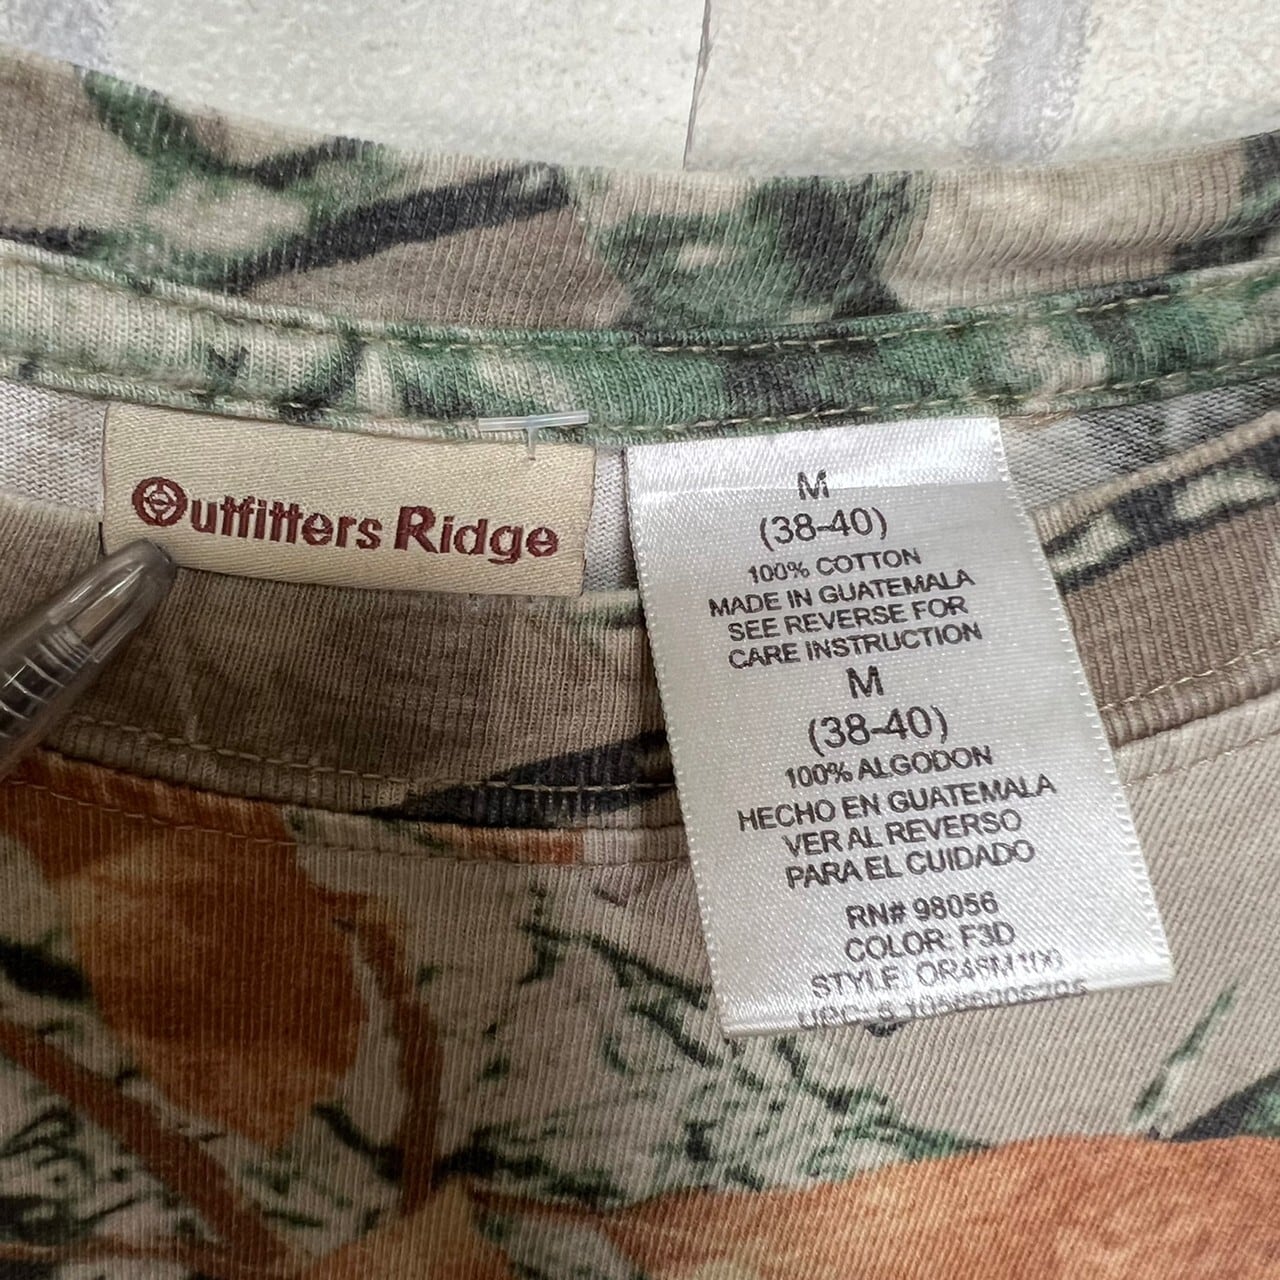 Outfitters Ridge
M
(38-40)
100% COTTON
MADE IN GUATEMALA
SEE REVERSE FOR
CARE INSTRUCTION
M
(38-40)
100% ALGODON
HECHO EN GUATEMALA
VER AL REVERSO
PARA EL CUIDADO
RN# 98056
COLOR: F3D
STYLE: